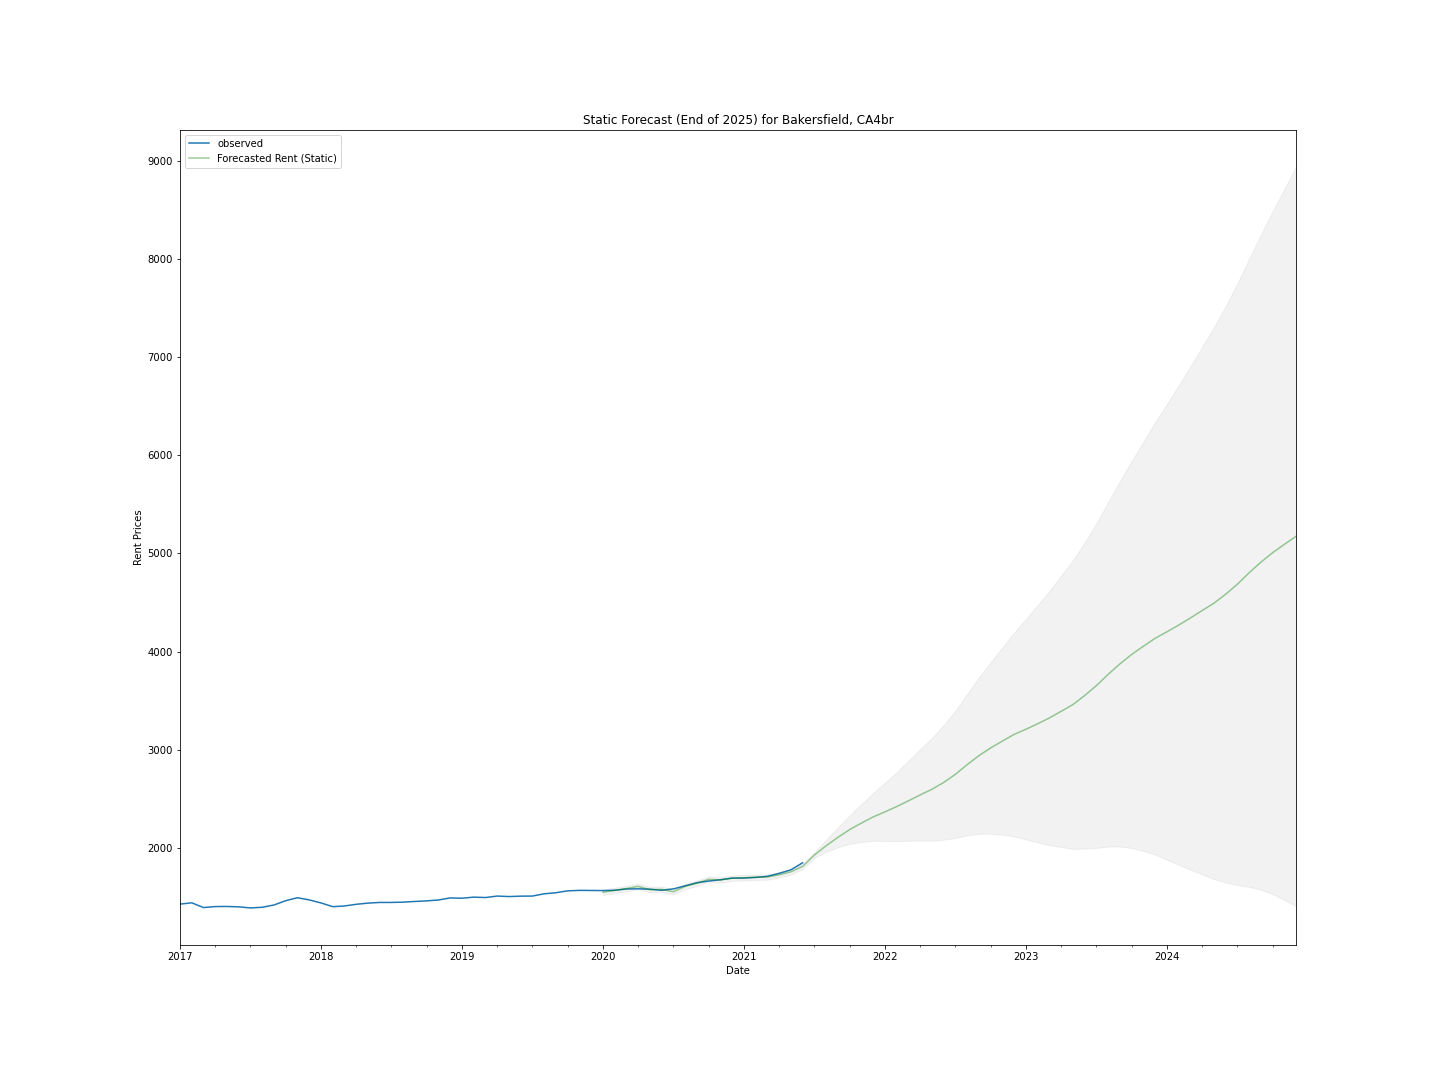 Static Forecast (End of 2025) for Bakersfield, CA4br
observed
Forecasted Rent (Static)
9000
8000
7000
6000
5000
4000
3000
2000
Rent Prices
2017 2018 2019 2020 2021 2022 2023 2024
Date